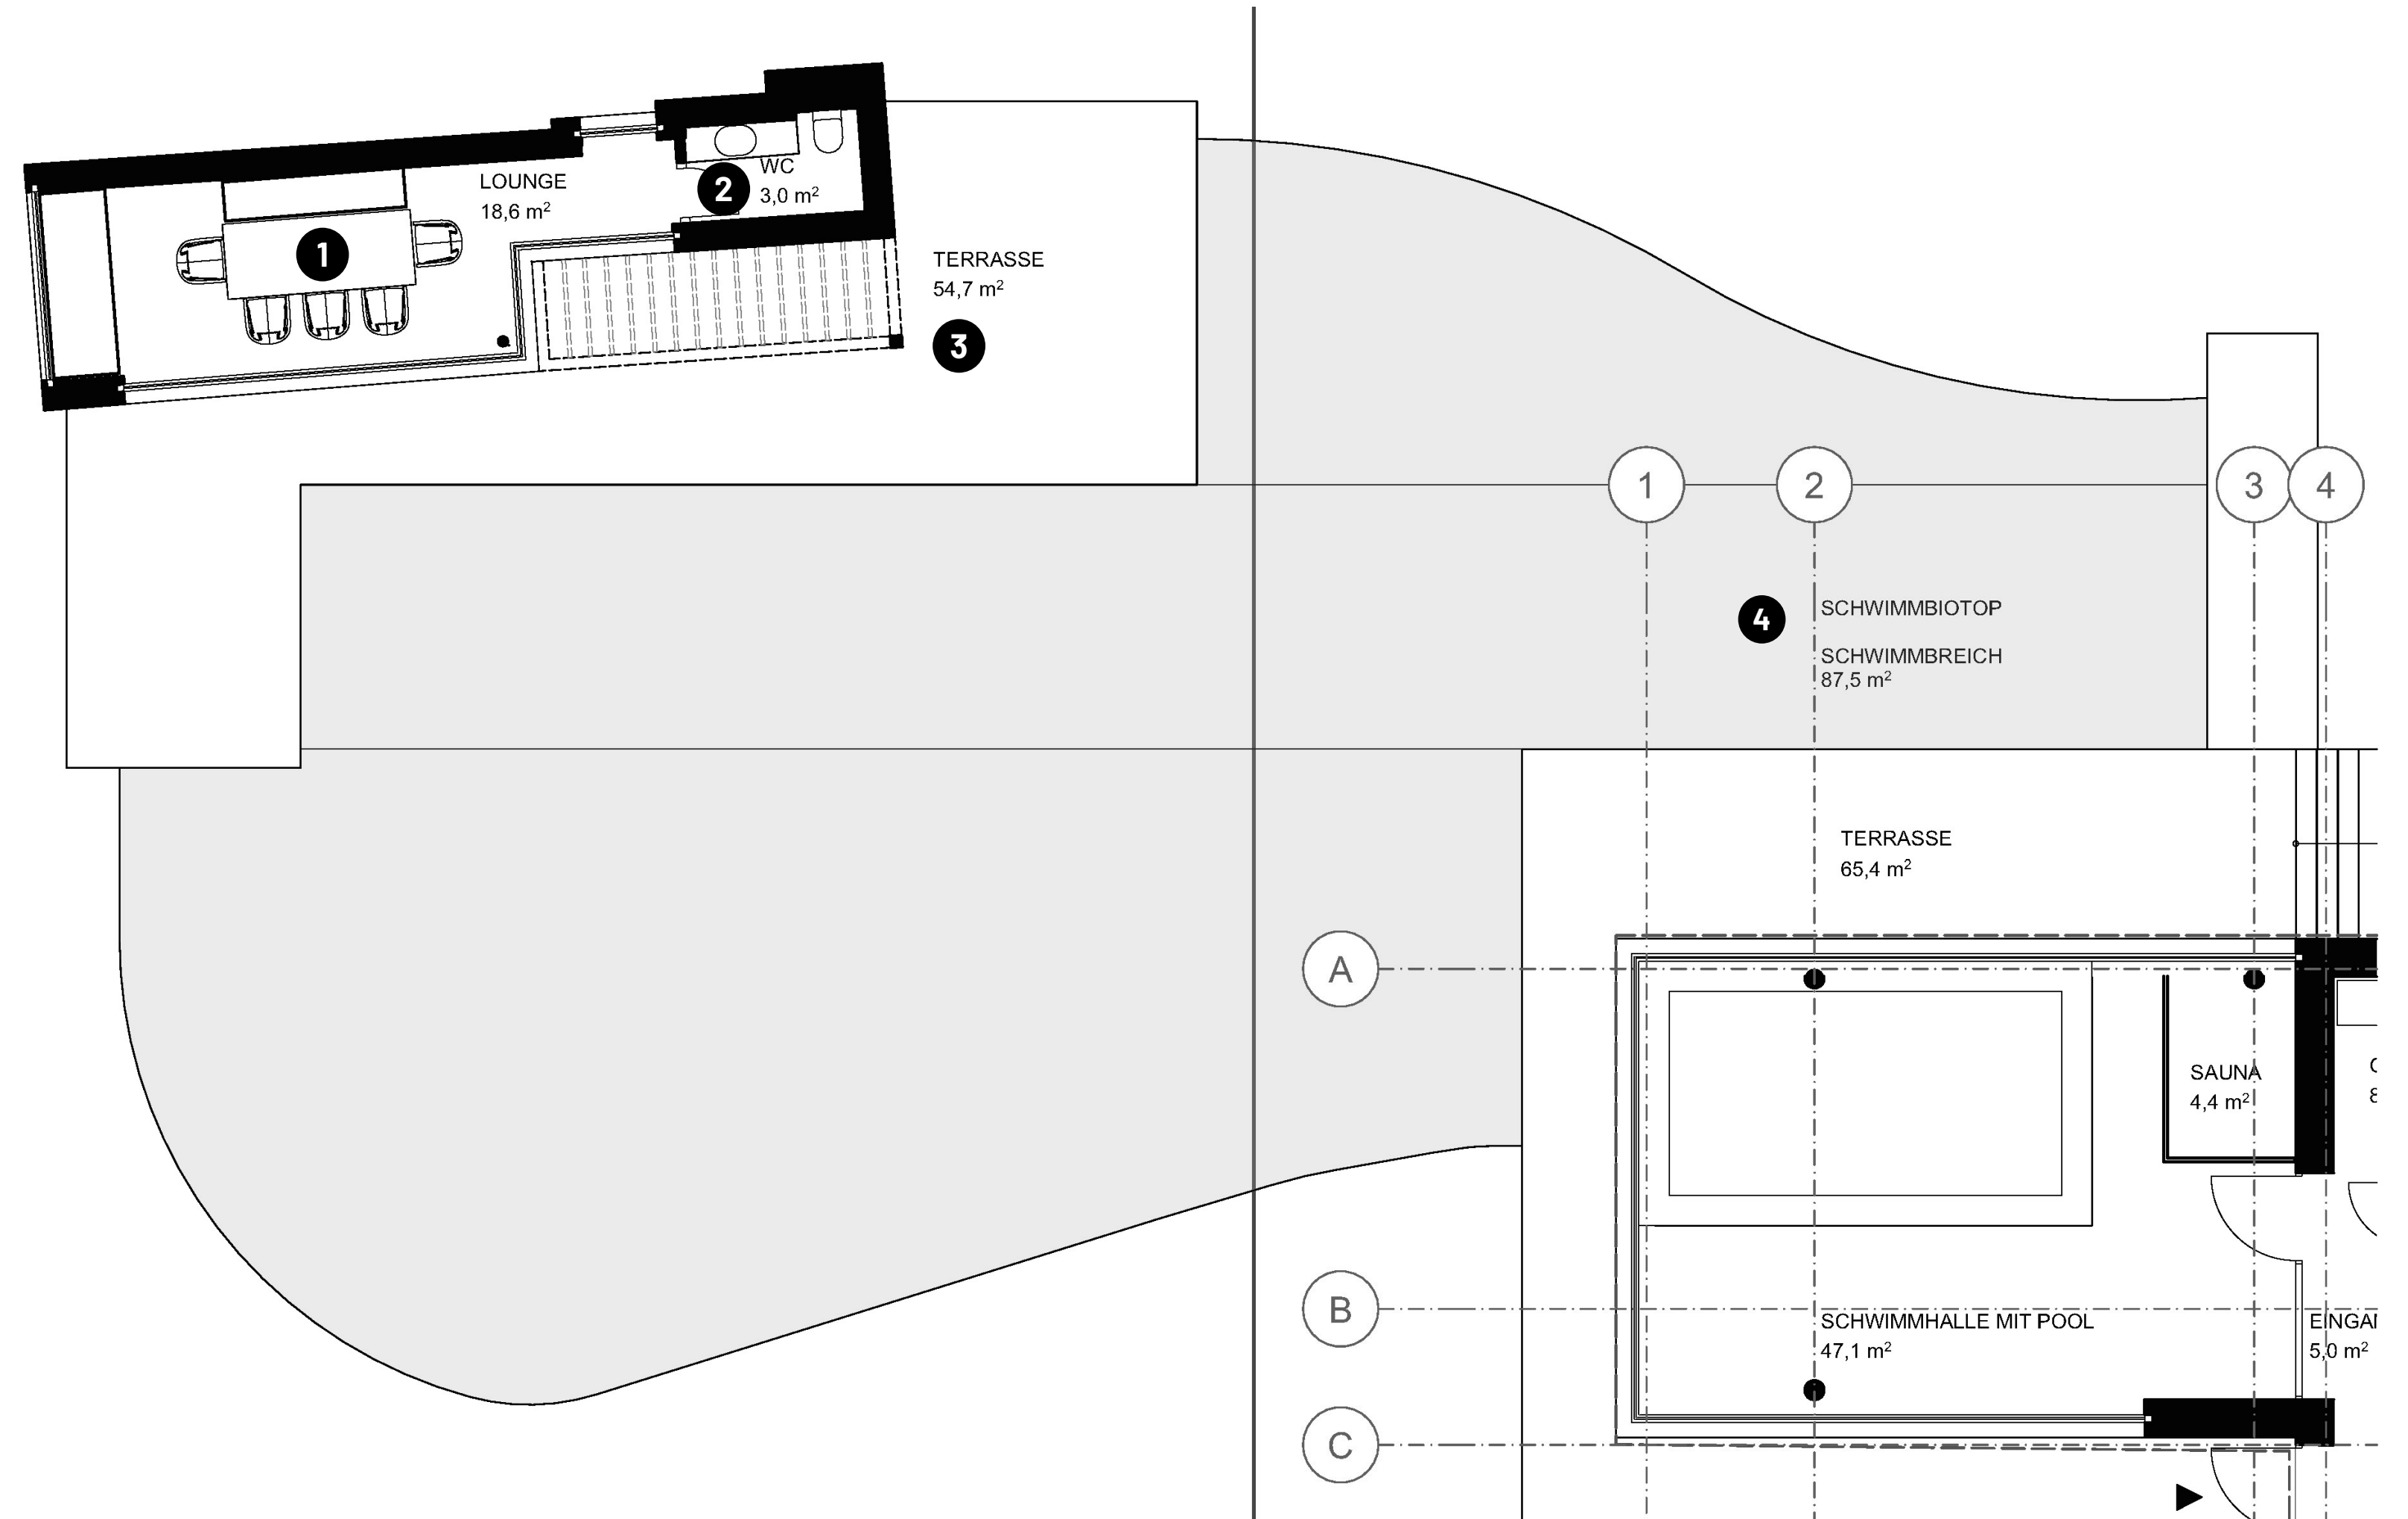 LOUNGE
18,6 m²
1
WC
3,0 m²
2
TERRASSE
54,7 m²
3
1
2
3
4
4
SCHWIMMBIOTOP
SCHWIMMBREICH
87,5 m²
TERRASSE
65,4 m²
A
SAUNA
4,4 m²
B
SCHWIMMHALLE MIT POOL
47,1 m²
5,0 m²
C